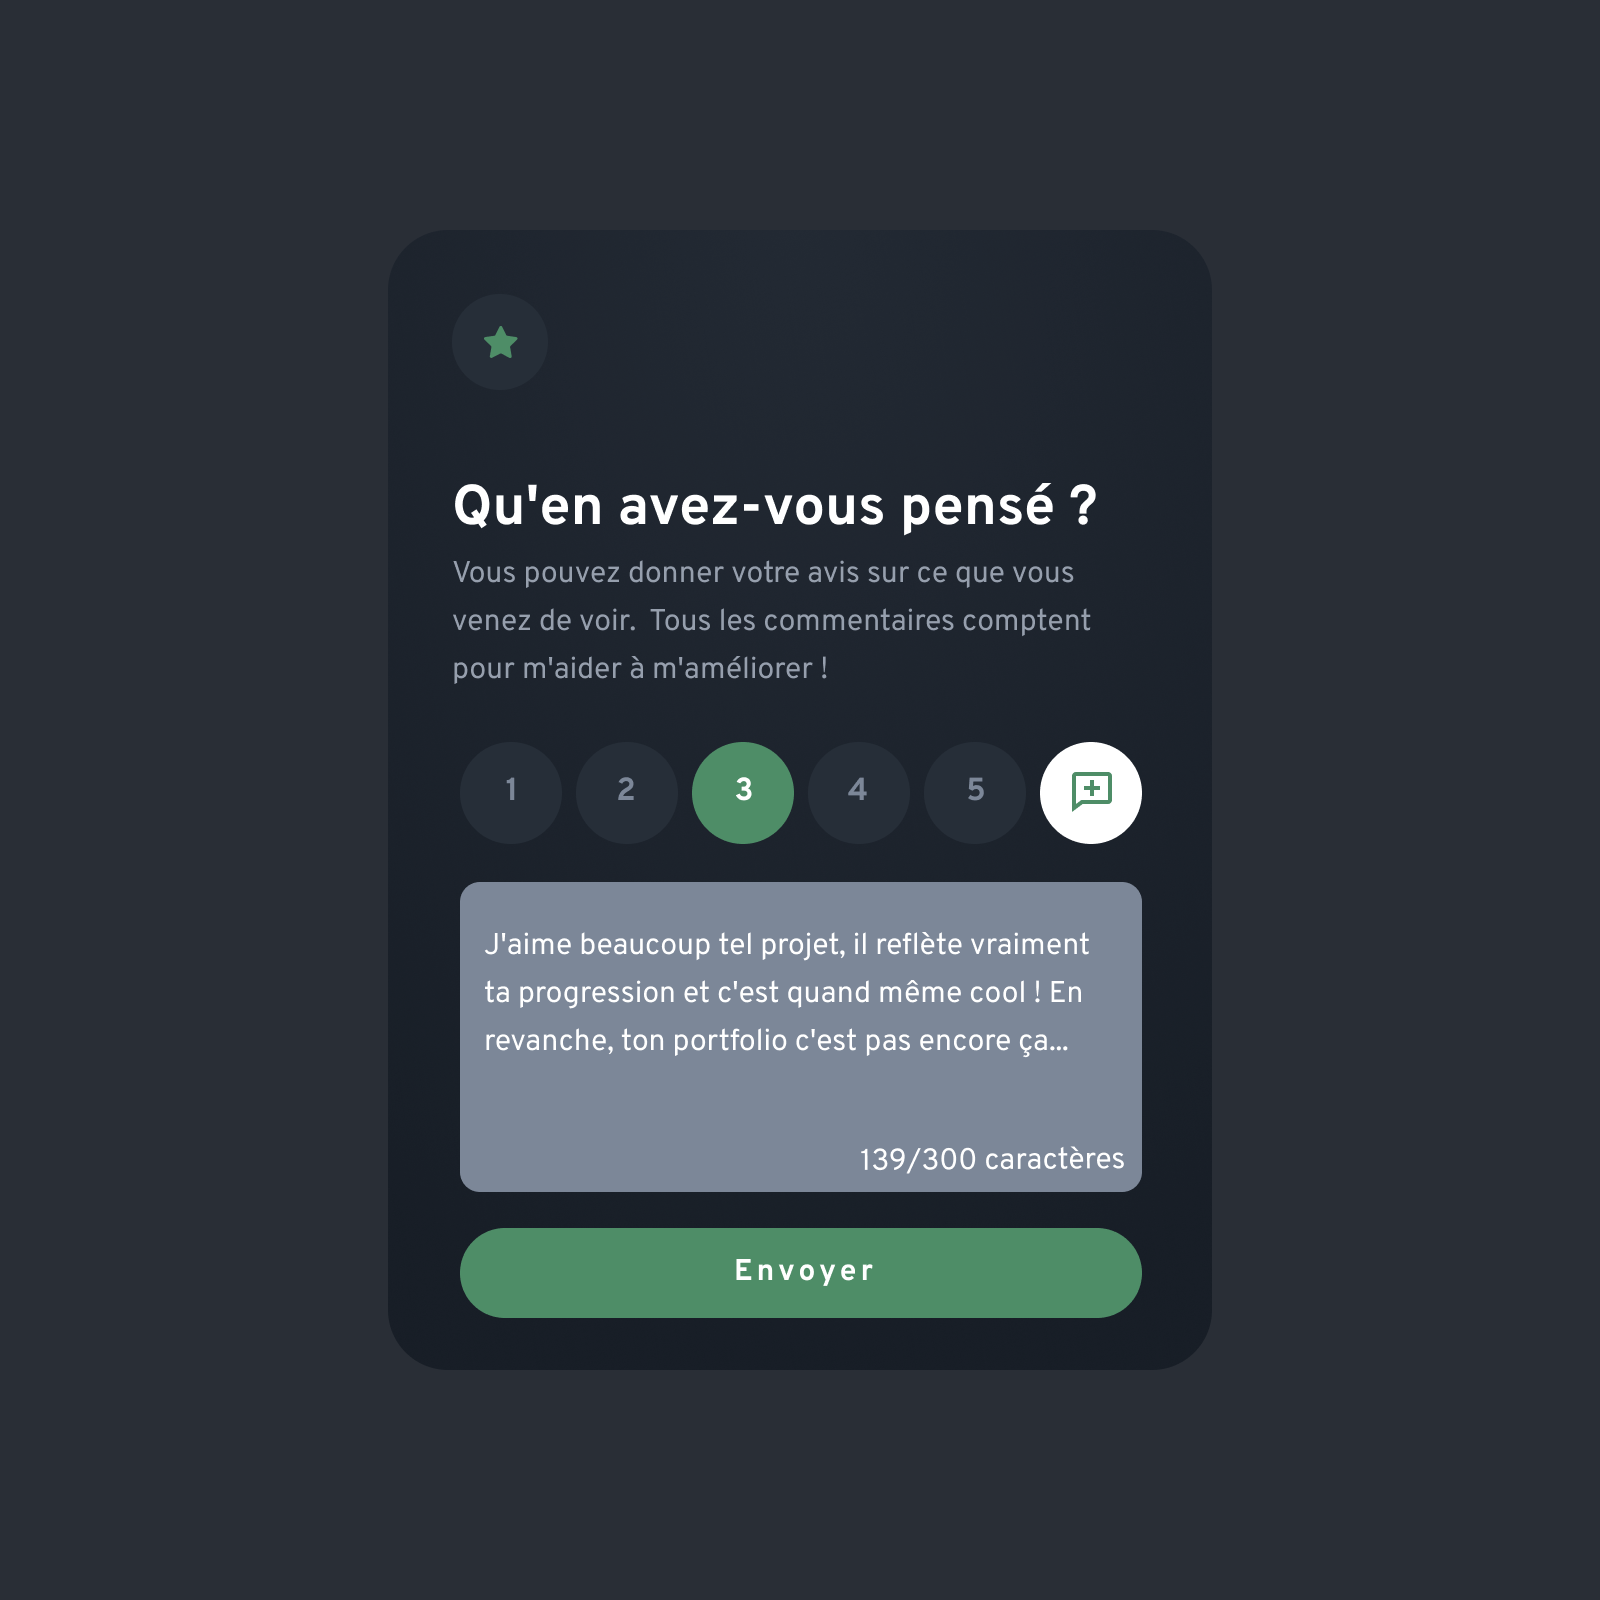 Qu'en avez-vous pensé ?
Vous pouvez donner votre avis sur ce que vous
venez de voir.  Tous les commentaires comptent
pour m'aider à m'améliorer !
1 2 3 4 5
J'aime beaucoup tel projet, il reflète vraiment
ta progression et c'est quand même cool ! En
revanche, ton portfolio c'est pas encore ça...
139/300 caractères
Envoyer